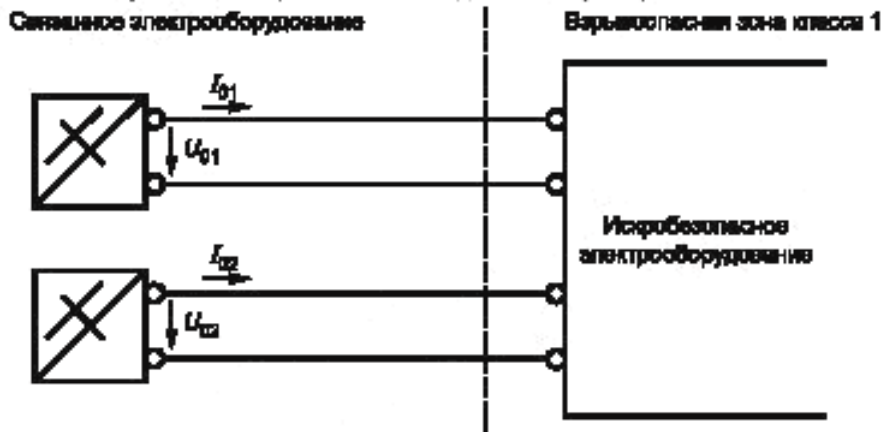 Связанное электрооборудование
Взрывоопасная зона класса 1
I01
U01
Искробезопасное
электрооборудование
I02
U02